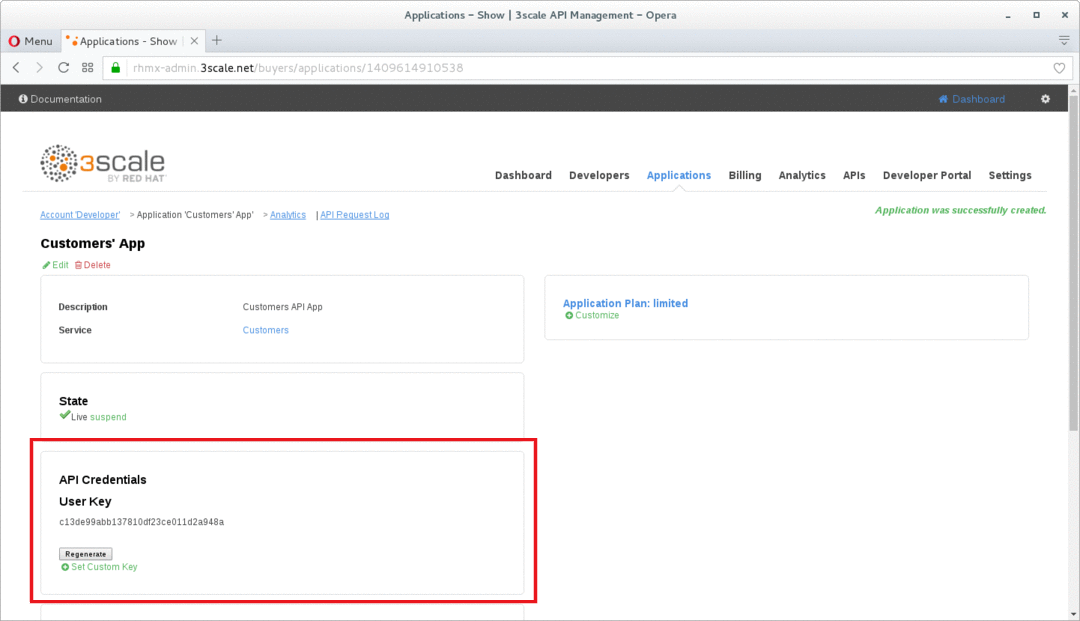 Applications - Show | 3scale API Management - Opera
Menu
Applications - Show
rhmx-admin.3scale.net/buyers/applications/1409614910538
Documentation
Dashboard
3scale
BY RED HAT
Dashboard Developers Applications Billing Analytics APIs Developer Portal Settings
Account 'Developer' > Application 'Customers' App' > Analytics | API Request Log
Application was successfully created.
Customers' App
Edit Delete
Description Customers API App
Service Customers
Application Plan: limited
Customize
State
Live suspend
API Credentials
User Key
c13de99abb137810df23ce011d2a948a
Regenerate
Set Custom Key